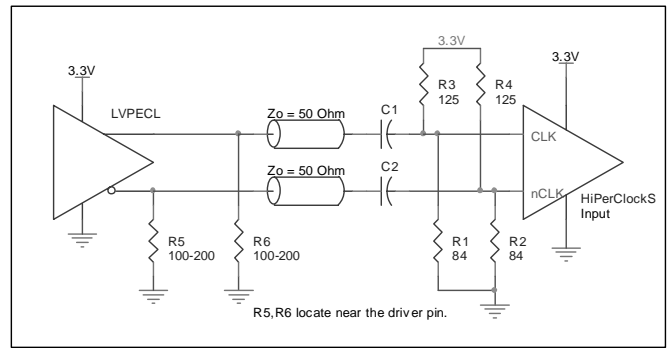 3.3V
3.3V
3.3V
LVPECL
R3
125
R4
125
Zo = 50 Ohm
C1
CLK
Zo = 50 Ohm
C2
nCLK
HiPerClockS
Input
R5
100-200
R6
100-200
R1
84
R2
84
R5,R6 locate near the driver pin.